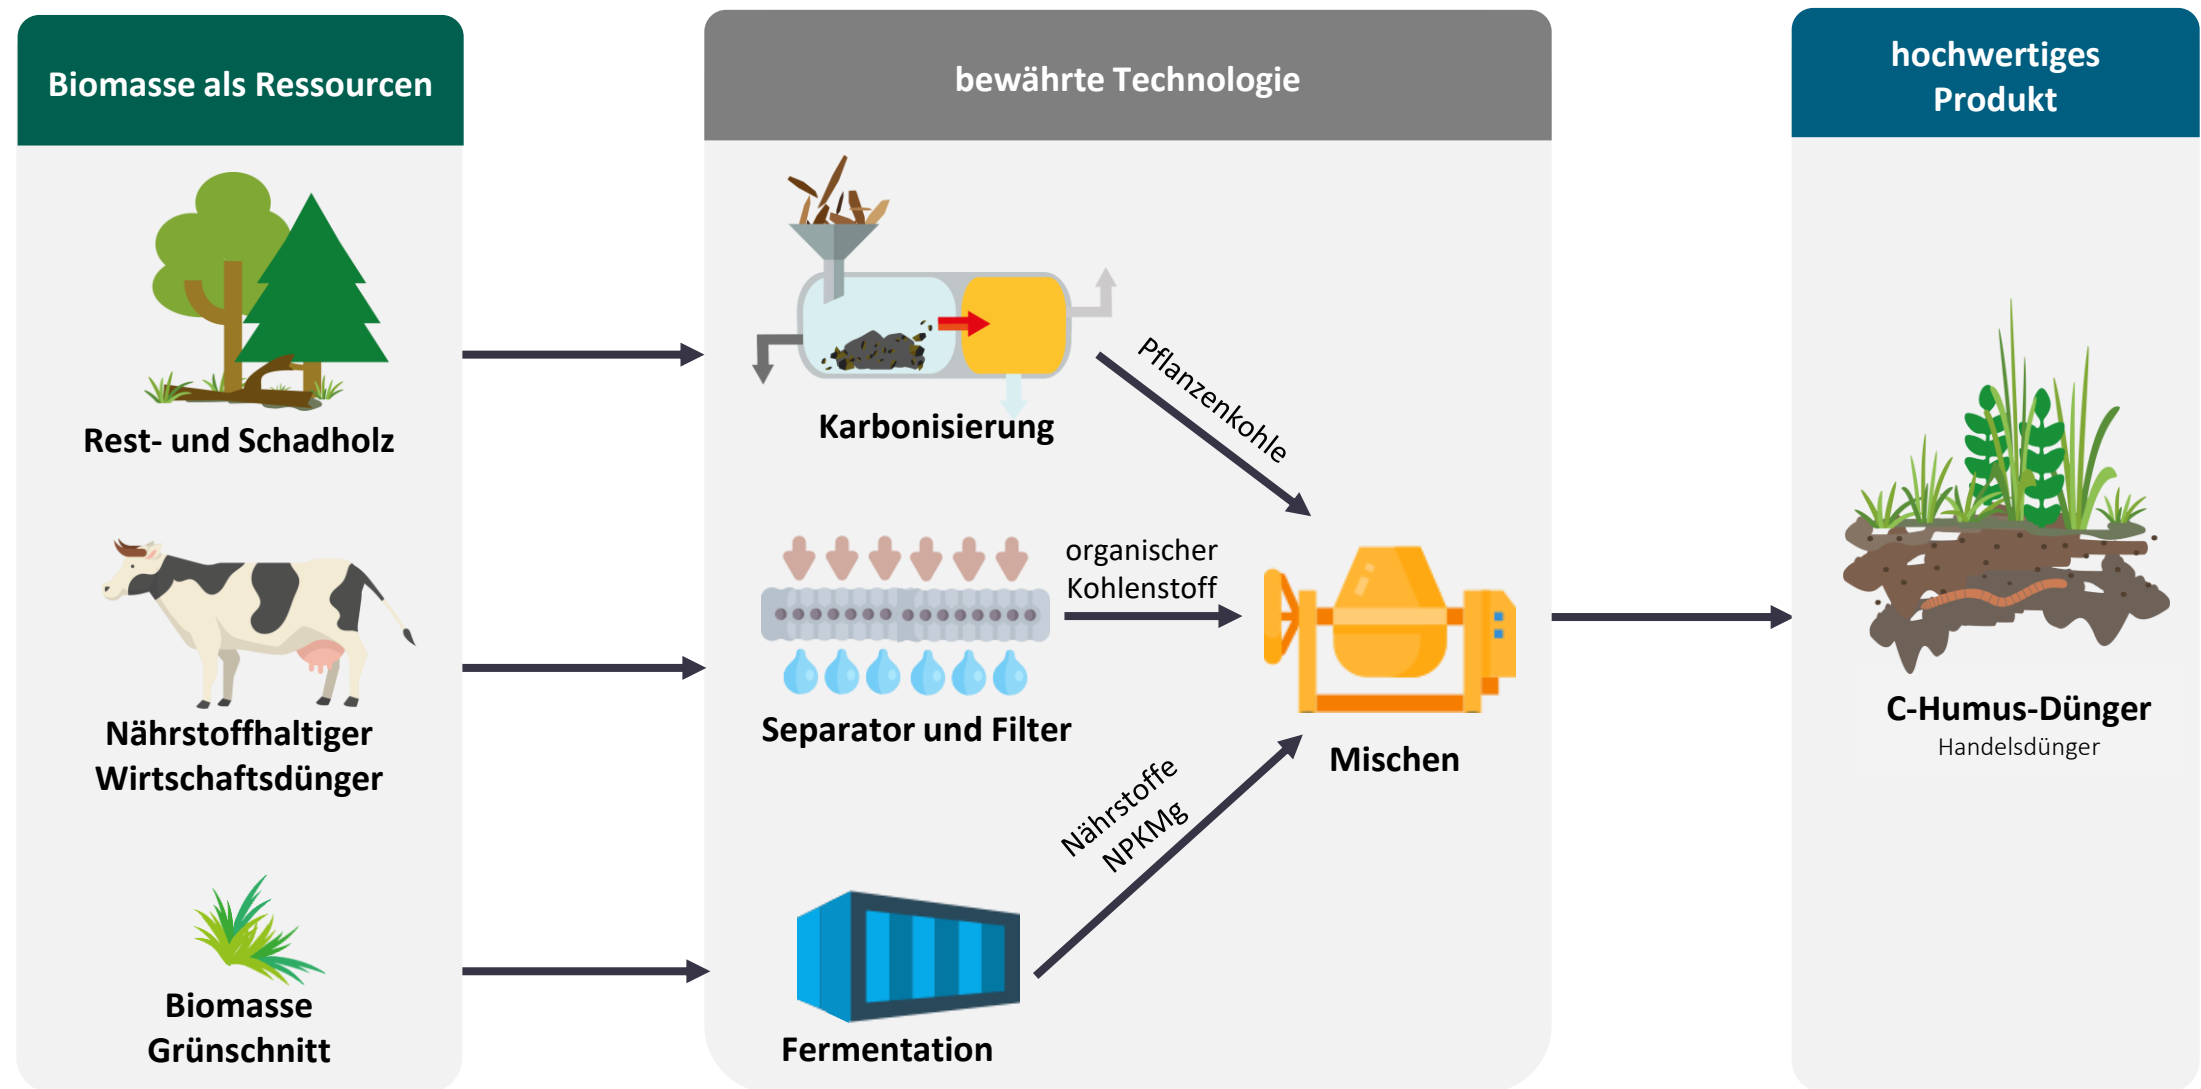 Biomasse als Ressourcen
Rest- und Schadholz
Nährstoffhaltiger
Wirtschaftsdünger
Biomasse
Grünschnitt
bewährte Technologie
Karbonisierung
Pflanzenkohle
organischer
Kohlenstoff
Separator und Filter
Mischen
Nährstoffe
NPKMg
Fermentation
hochwertiges
Produkt
C-Humus-Dünger
Handelsdünger